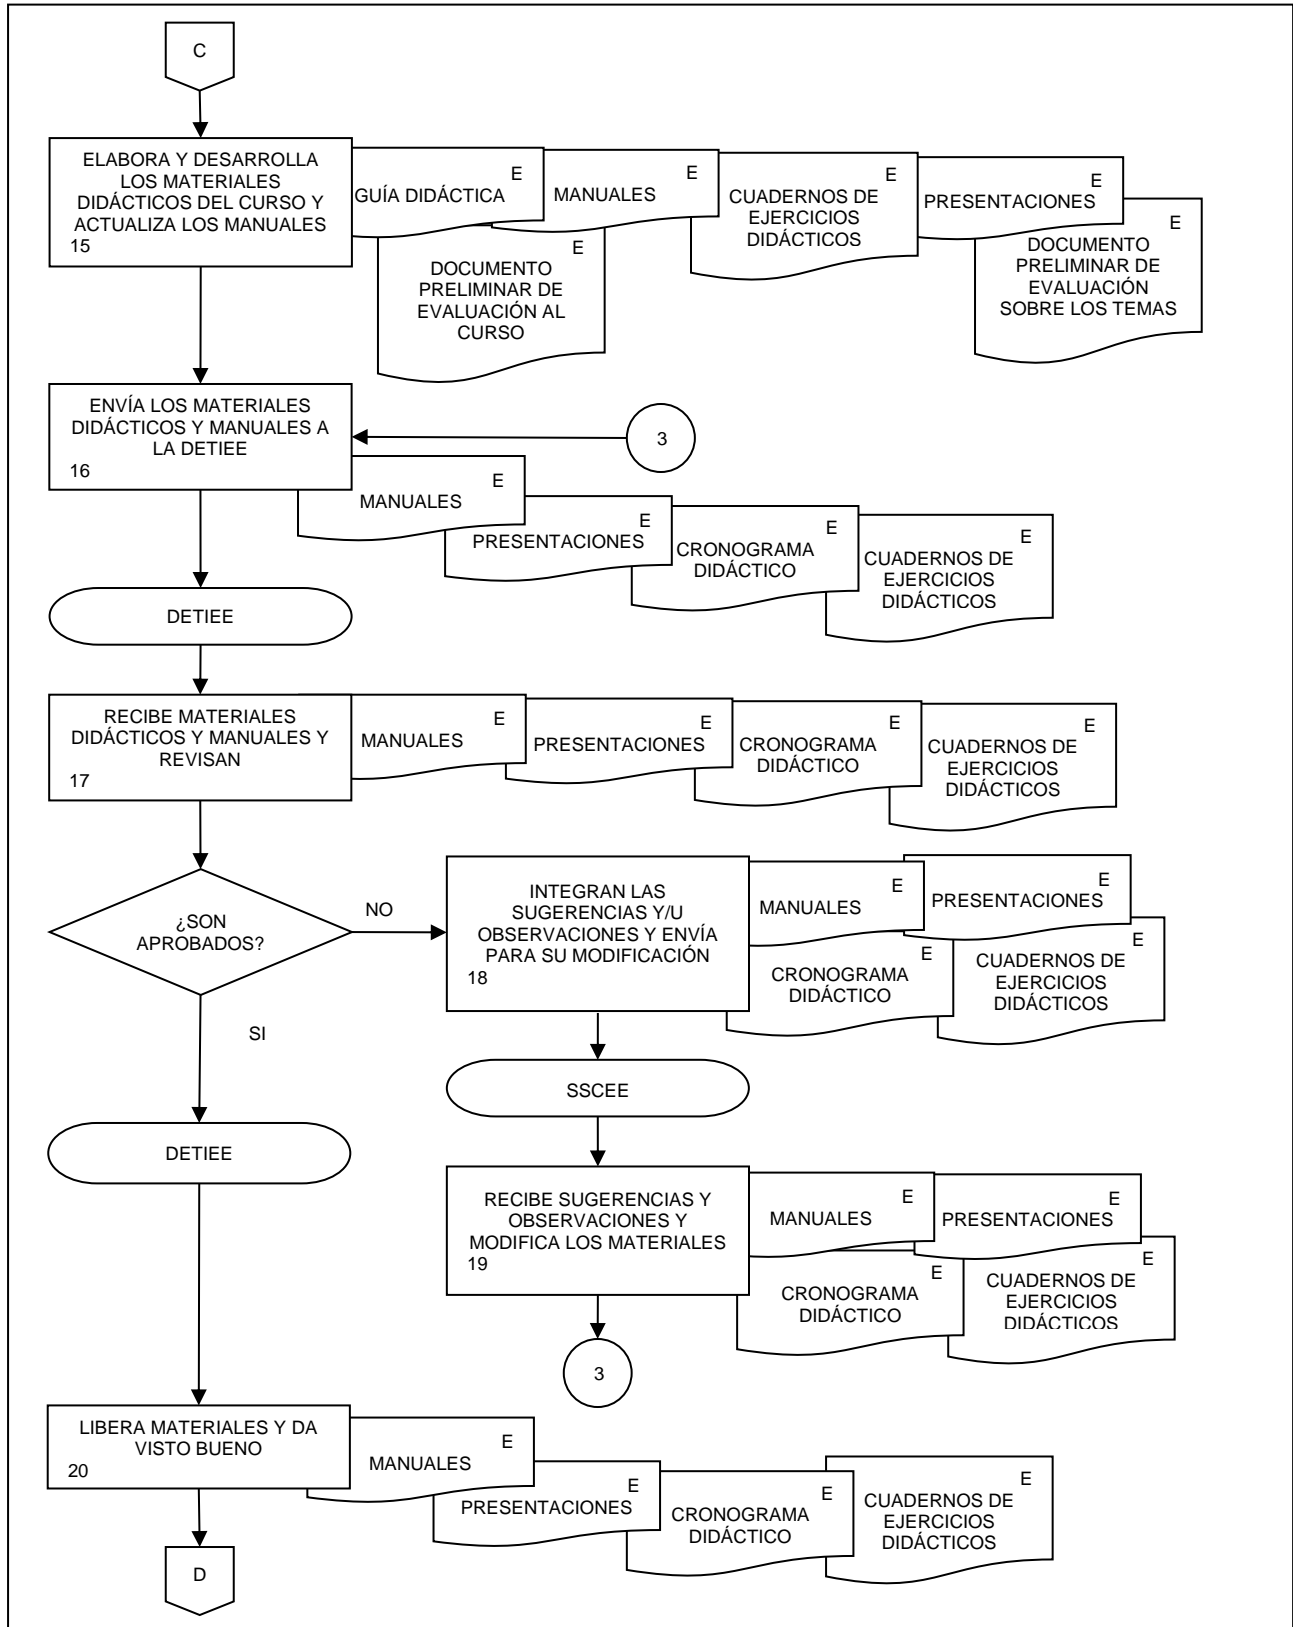 C
ELABORA Y DESARROLLA
LOS MATERIALES
DIDÁCTICOS DEL CURSO Y
ACTUALIZA LOS MANUALES
15
E
GUÍA DIDÁCTICA
E
MANUALES
E
CUADERNOS DE
EJERCICIOS
DIDÁCTICOS
E
PRESENTACIONES
E
DOCUMENTO
PRELIMINAR DE
EVALUACIÓN AL
CURSO
E
DOCUMENTO
PRELIMINAR DE
EVALUACIÓN
SOBRE LOS TEMAS
ENVÍA LOS MATERIALES
DIDÁCTICOS Y MANUALES A
LA DETIEE
16
3
E
MANUALES
E
PRESENTACIONES
E
CRONOGRAMA
DIDÁCTICO
E
CUADERNOS DE
EJERCICIOS
DIDÁCTICOS
DETIEE
RECIBE MATERIALES
DIDÁCTICOS Y MANUALES Y
REVISAN
17
E
MANUALES
E
PRESENTACIONES
E
CRONOGRAMA
DIDÁCTICO
E
CUADERNOS DE
EJERCICIOS
DIDÁCTICOS
¿SON
APROBADOS?
NO
SI
INTEGRAN LAS
SUGERENCIAS Y/U
OBSERVACIONES Y ENVÍA
PARA SU MODIFICACIÓN
18
E
MANUALES
E
PRESENTACIONES
E
CRONOGRAMA
DIDÁCTICO
E
CUADERNOS DE
EJERCICIOS
DIDÁCTICOS
SSCEE
DETIEE
RECIBE SUGERENCIAS Y
OBSERVACIONES Y
MODIFICA LOS MATERIALES
19
E
MANUALES
E
PRESENTACIONES
E
CRONOGRAMA
DIDÁCTICO
E
CUADERNOS DE
EJERCICIOS
DIDÁCTICOS
3
LIBERA MATERIALES Y DA
VISTO BUENO
20
E
MANUALES
E
PRESENTACIONES
E
CRONOGRAMA
DIDÁCTICO
E
CUADERNOS DE
EJERCICIOS
DIDÁCTICOS
D